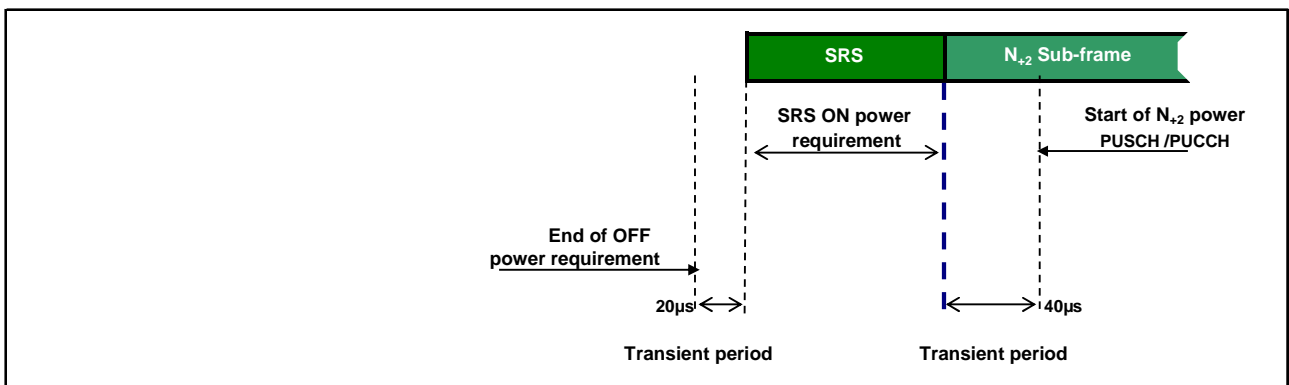 SRS
N+2 Sub-frame
SRS ON power
requirement
Start of N+2 power
PUSCH /PUCCH
End of OFF
power requirement
20µs
40µs
Transient period
Transient period